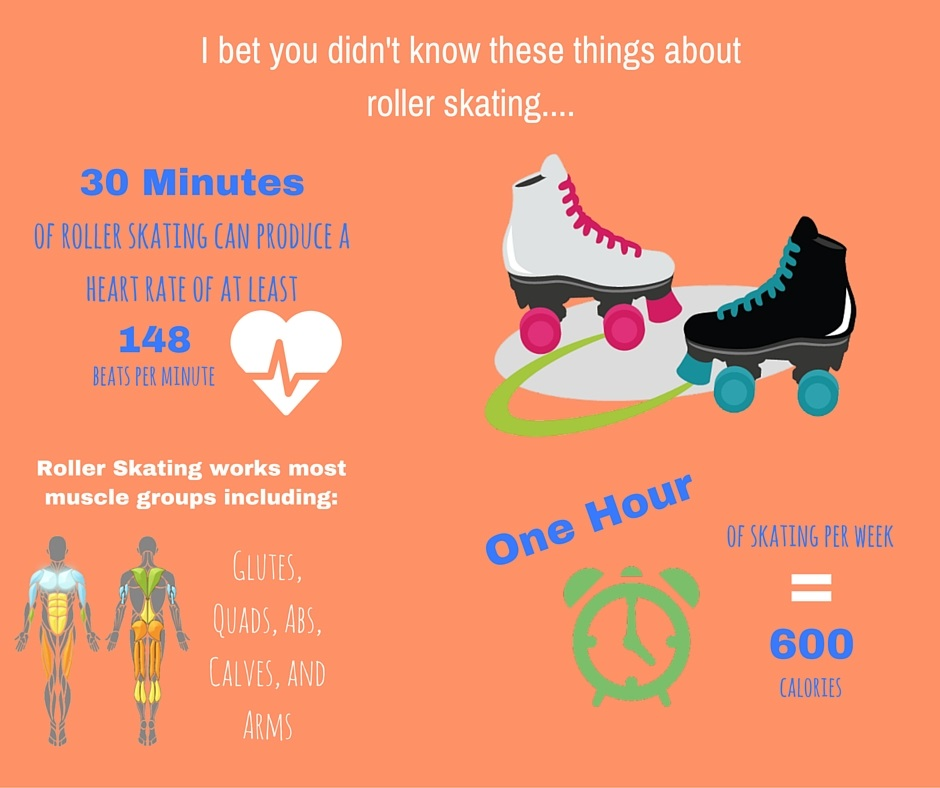 I bet you didn't know these things about
roller skating....
30 Minutes
OF ROLLER SKATING CAN PRODUCE A
HEART RATE OF AT LEAST
148
BEATS PER MINUTE
Roller Skating works most
muscle groups including:
GLUTES,
QUADS, ABS,
CALVES, AND
ARMS
One Hour
OF SKATING PER WEEK
=
600
CALORIES